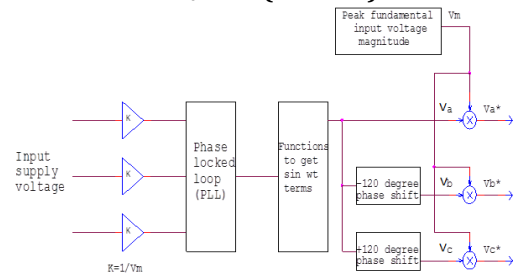 Peak fundamental
input voltage
magnitude
Vm
K
K
K
Input
supply
voltage
Phase
locked
loop
(PLL)
Functions
to get
sin wt
terms
Va
X
Va*
-120 degree
phase shift
Vb
X
Vb*
+120 degree
phase shift
Vc
X
Vc*
K=1/Vm